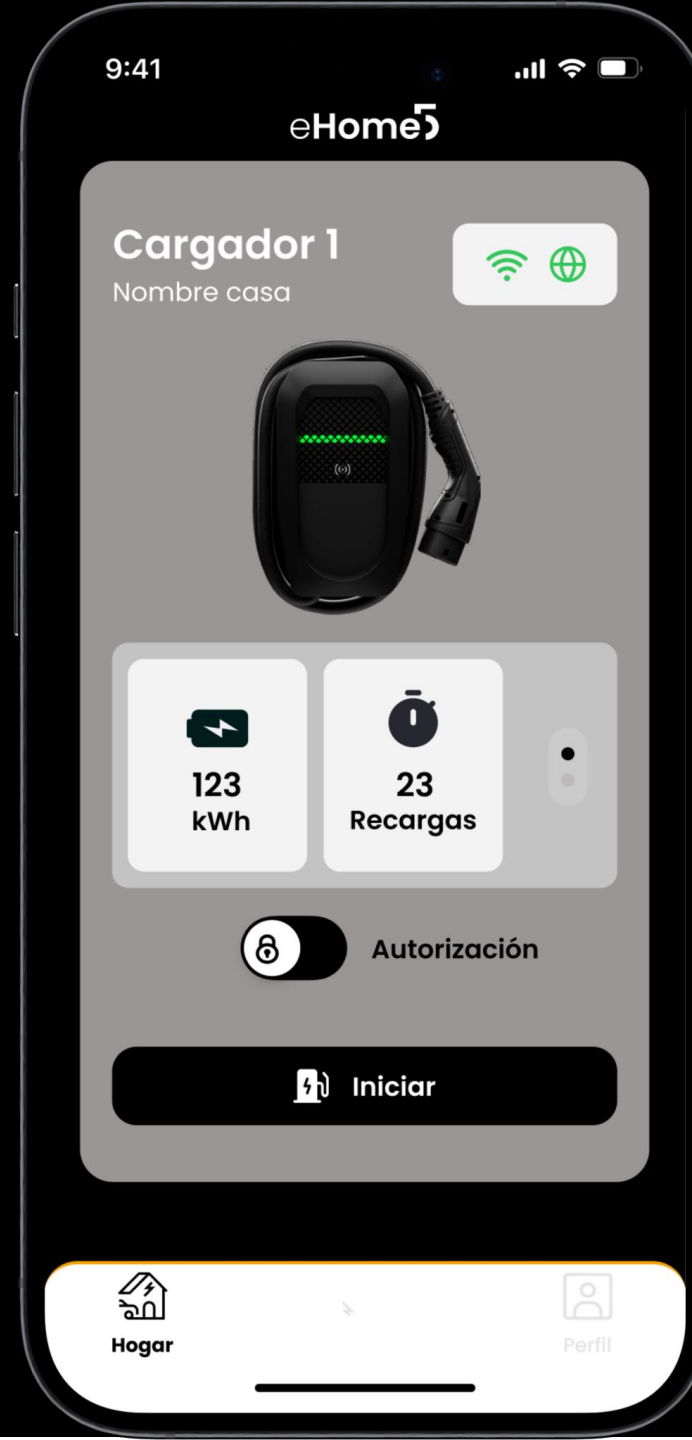 9:41
eHome5
Cargador 1
Nombre casa
123
kWh
23
Recargas
Autorización
Iniciar
Hogar
Perfil